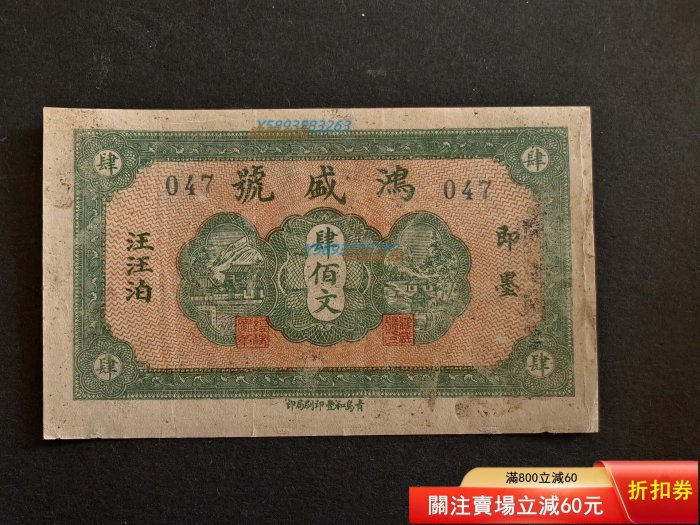 X5893583263
肆 肆
047 號盛鴻 047
汪汪泊
肆佰文
即墨
肆 肆
青島和豐印刷局印
滿800立減60
關注賣場立減60元
折扣券